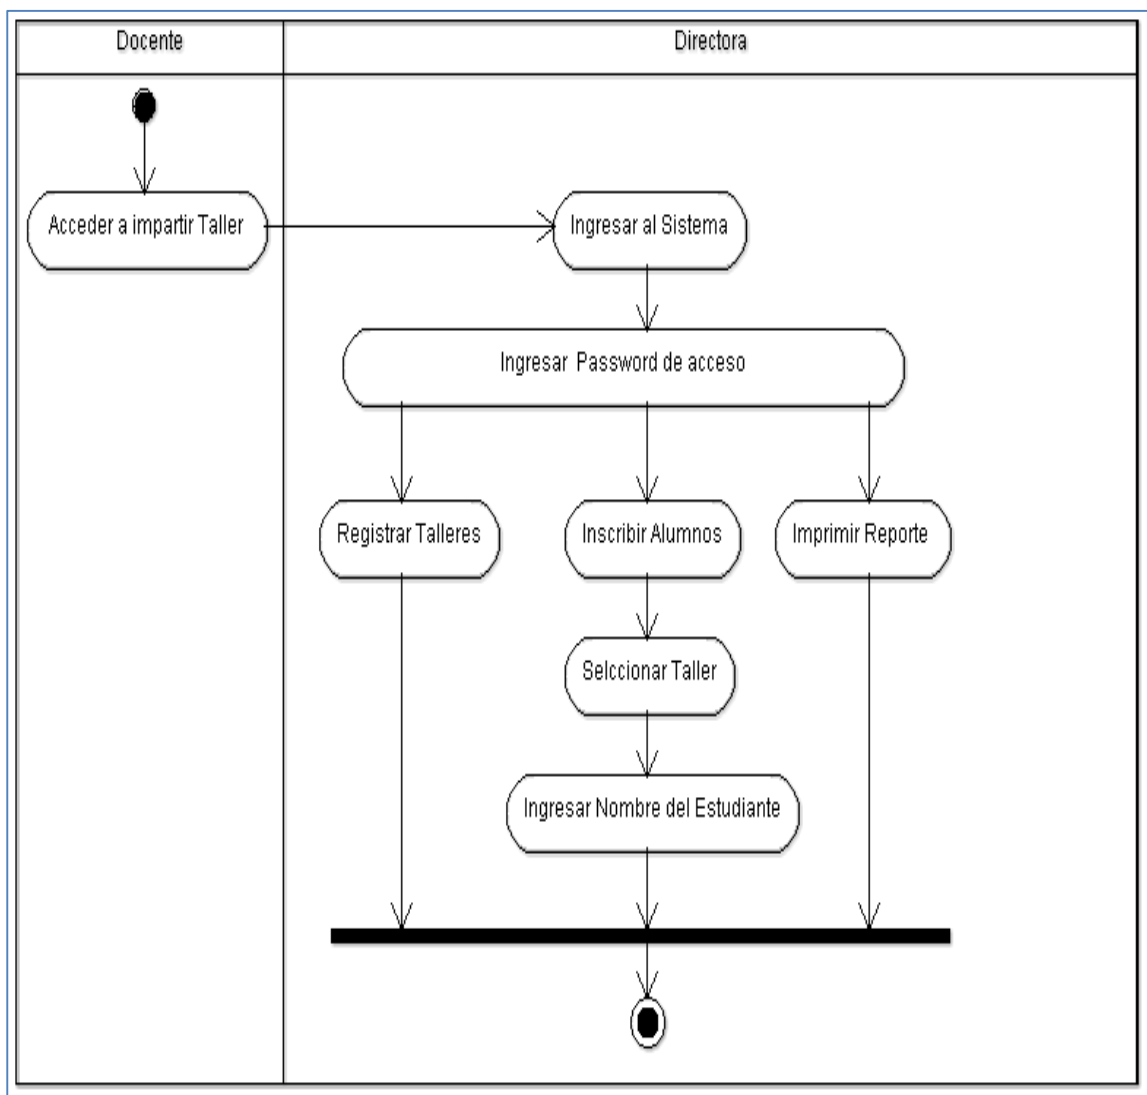 Docente
Directora
Acceder a impartir Taller
Ingresar al Sistema
Ingresar Password de acceso
Registrar Talleres
Inscribir Alumnos
Imprimir Reporte
Selccionar Taller
Ingresar Nombre del Estudiante